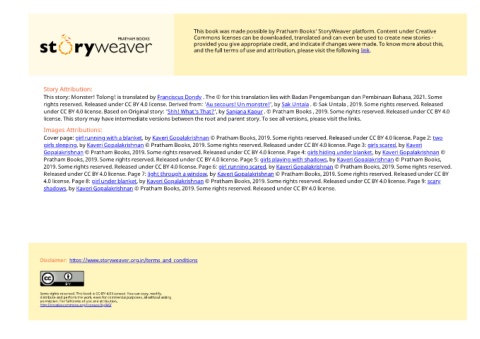 PRATHAM BOOKS
storyweaver
This book was made possible by Pratham Books' StoryWeaver platform. Content under Creative
Commons licenses can be downloaded, translated and can even be used to create new stories -
provided you give appropriate credit, and indicate if changes were made. To know more about this,
and the full terms of use and attribution, please visit the following link.
Story Attribution:
This story: Monster! Tolong! is translated by Franciscus Dondy . The © for this translation lies with Badan Pengembangan dan Pembinaan Bahasa, 2021. Some
rights reserved. Released under CC BY 4.0 license. Derived from: 'Au secours! Un monstre!', by Sak Untala . © Sak Untala , 2019. Some rights reserved. Released
under CC BY 4.0 license. Based on Original story: 'Shh! What's That?', by Sanjana Kapur . © Pratham Books , 2019. Some rights reserved. Released under CC BY 4.0
license. This story may have intermediate versions between the root and parent story. To see all versions, please visit the links.
Images Attributions:
Cover page: girl running with a blanket, by Kaveri Gopalakrishnan © Pratham Books, 2019. Some rights reserved. Released under CC BY 4.0 license. Page 2: two
girls sleeping, by Kaveri Gopalakrishnan © Pratham Books, 2019. Some rights reserved. Released under CC BY 4.0 license. Page 3: girls scared, by Kaveri
Gopalakrishnan © Pratham Books, 2019. Some rights reserved. Released under CC BY 4.0 license. Page 4: girls hiding under blanket, by Kaveri Gopalakrishnan ©
Pratham Books, 2019. Some rights reserved. Released under CC BY 4.0 license. Page 5: girls playing with shadows, by Kaveri Gopalakrishnan © Pratham Books,
2019. Some rights reserved. Released under CC BY 4.0 license. Page 6: girl running scared, by Kaveri Gopalakrishnan © Pratham Books, 2019. Some rights reserved.
Released under CC BY 4.0 license. Page 7: light through a window, by Kaveri Gopalakrishnan © Pratham Books, 2019. Some rights reserved. Released under CC BY
4.0 license. Page 8: girl under blanket, by Kaveri Gopalakrishnan © Pratham Books, 2019. Some rights reserved. Released under CC BY 4.0 license. Page 9: scary
shadows, by Kaveri Gopalakrishnan © Pratham Books, 2019. Some rights reserved. Released under CC BY 4.0 license.
Disclaimer: https://www.storyweaver.org.in/terms_and_conditions
CC BY
Some rights reserved. This book is CC-BY-4.0 licensed. You can copy, modify,
distribute and perform the work, even for commercial purposes, all without asking
permission. For full terms of use and attribution,
http://creativecommons.org/licenses/by/4.0/